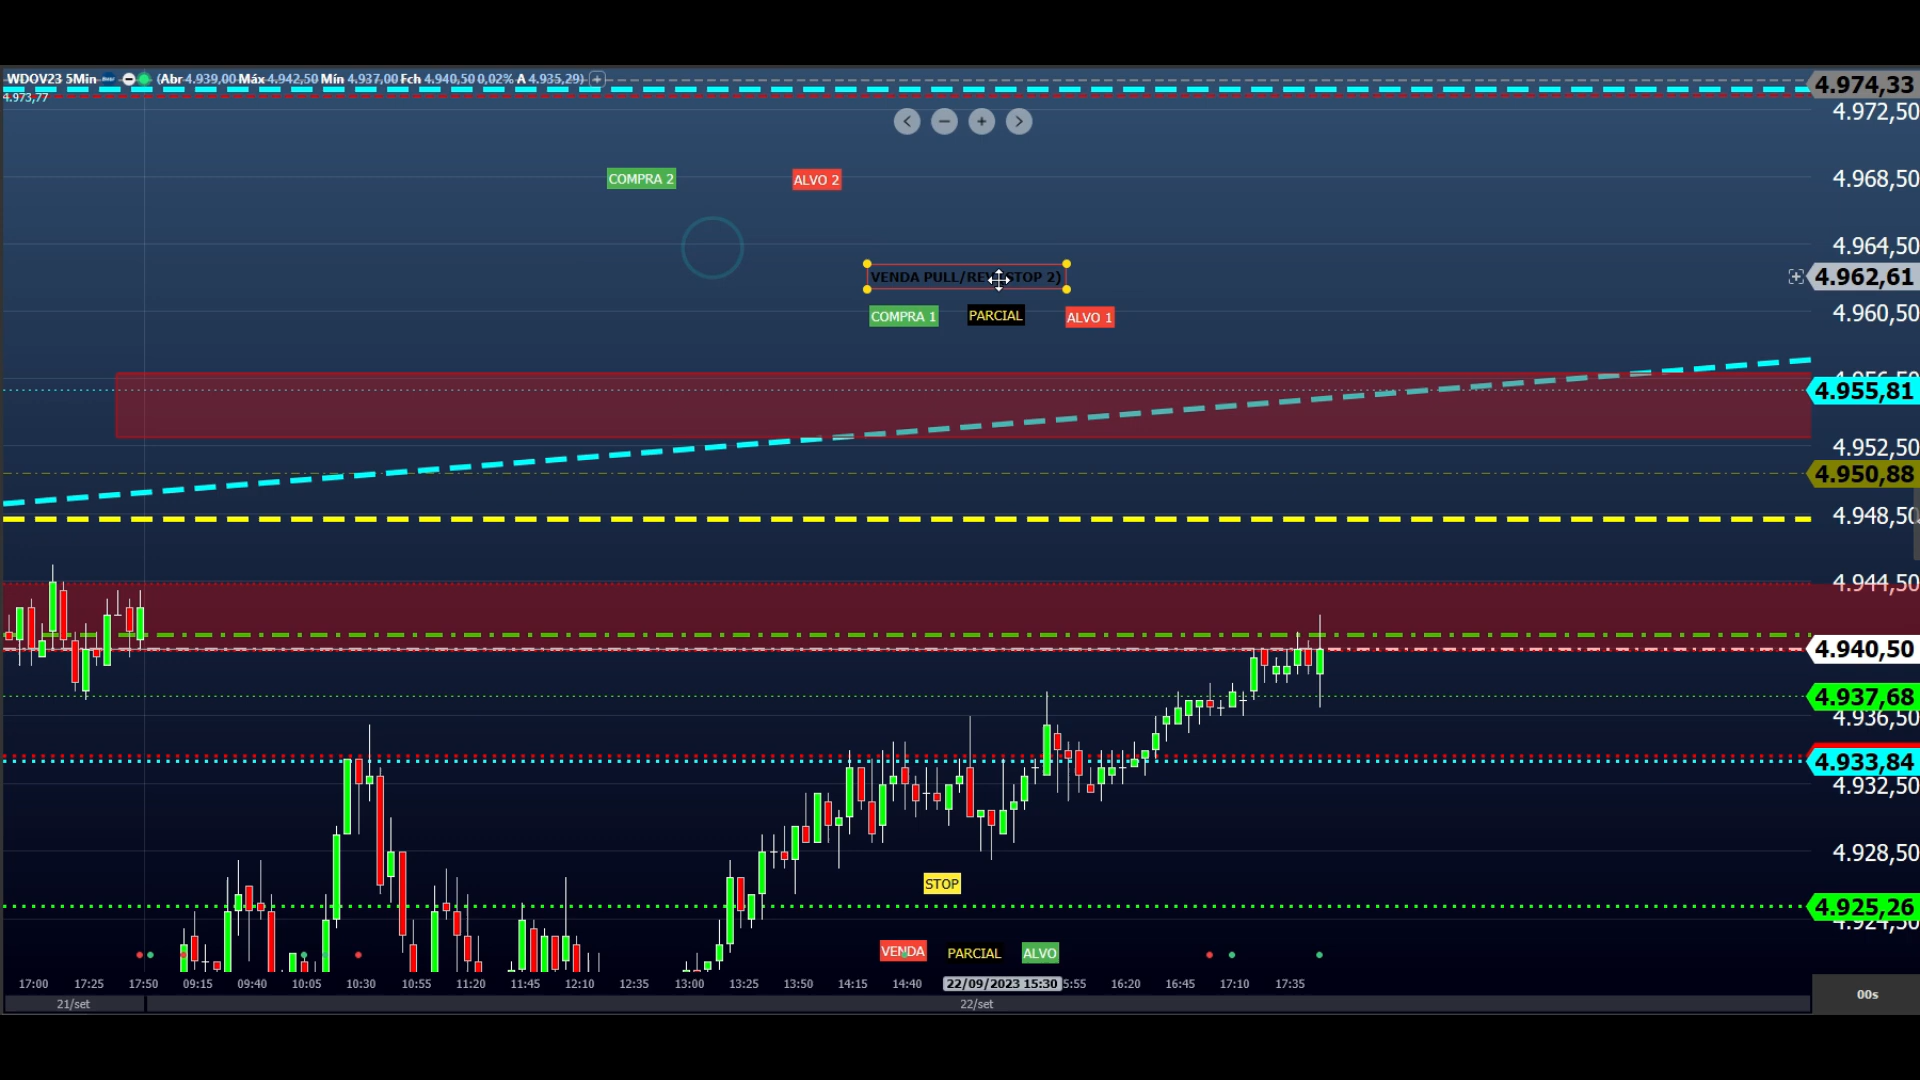 WDOV23 5Min (Abr 4.939,00 Máx 4.942,50 Mín 4.937,00 Fch 4.940,50 0,02% A 4.935,29)
4.974,33
4.973,77
4.972,50
COMPRA 2 ALVO 2 4.968,50
4.964,50
VENDA PULL/RE STOP 2) 4.962,61
COMPRA 1 PARCIAL ALVO 1 4.960,50
4.955,81
4.952,50
4.950,88
4.948,50
4.944,50
4.940,50
4.937,68
4.936,50
4.933,84
4.932,50
4.928,50
STOP
4.925,26
VENDA PARCIAL ALVO
17:00 17:25 17:50 09:15 09:40 10:05 10:30 10:55 11:20 11:45 12:10 12:35 13:00 13:25 13:50 14:15 14:40 22/09/2023 15:30 5:55 16:20 16:45 17:10 17:35 00s
21/set 22/set